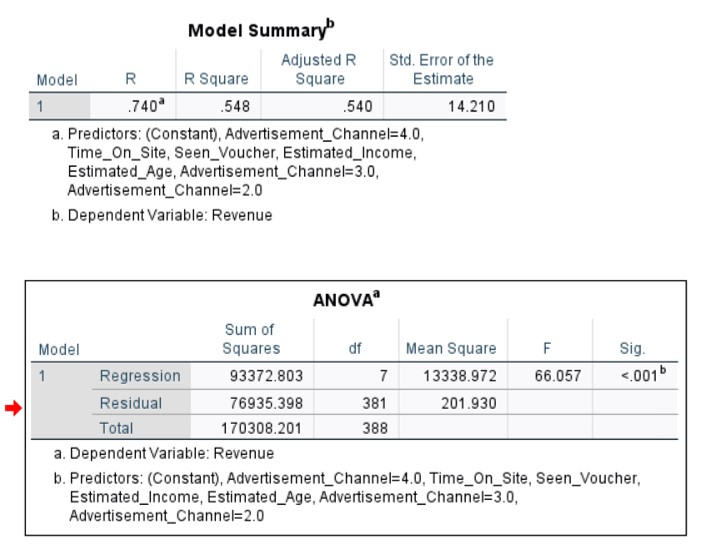 Model Summaryb
Model R R Square Adjusted R Square Std. Error of the Estimate
1 .740a .548 .540 14.210
a. Predictors: (Constant), Advertisement_Channel=4.0,
Time_On_Site, Seen_Voucher, Estimated_Income,
Estimated_Age, Advertisement_Channel=3.0,
Advertisement_Channel=2.0
b. Dependent Variable: Revenue
ANOVAa
Model Sum of Squares df Mean Square F Sig.
1 Regression 93372.803 7 13338.972 66.057 <.001b
Residual 76935.398 381 201.930
Total 170308.201 388
a. Dependent Variable: Revenue
b. Predictors: (Constant), Advertisement_Channel=4.0, Time_On_Site, Seen_Voucher,
Estimated_Income, Estimated_Age, Advertisement_Channel=3.0,
Advertisement_Channel=2.0